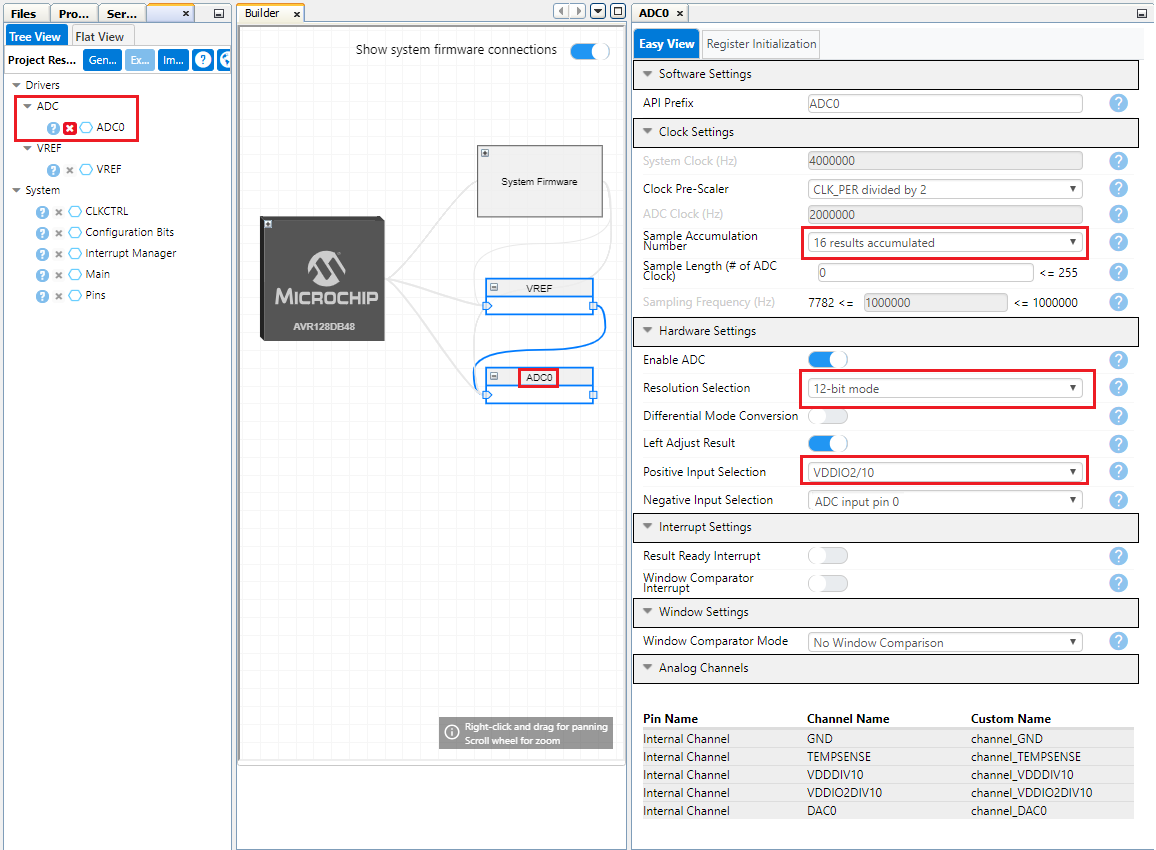 Files
Pro...
Ser...
Tree View
Flat View
Project Res...
Gen...
Ex...
Im...
Drivers
ADC
ADC0
VREF
VREF
System
CLKCTRL
Configuration Bits
Interrupt Manager
Main
Pins
Builder
Show system firmware connections
System Firmware
MICROCHIP
AVR128DB48
VREF
ADC0
Right-click and drag for panning
Scroll wheel for zoom
ADC0
Easy View
Register Initialization
Software Settings
API Prefix
ADC0
Clock Settings
System Clock (Hz)
4000000
Clock Pre-Scaler
CLK_PER divided by 2
ADC Clock (Hz)
2000000
Sample Accumulation
Number
16 results accumulated
Sample Length (# of ADC
Clock)
0
<= 255
Sampling Frequency (Hz)
7782 <=
1000000
<= 1000000
Hardware Settings
Enable ADC
Resolution Selection
12-bit mode
Differential Mode Conversion
Left Adjust Result
Positive Input Selection
VDDIO2/10
Negative Input Selection
ADC input pin 0
Interrupt Settings
Result Ready Interrupt
Window Comparator
Interrupt
Window Settings
Window Comparator Mode
No Window Comparison
Analog Channels
Pin Name Channel Name Custom Name
Internal Channel GND channel_GND
Internal Channel TEMPSENSE channel_TEMPSENSE
Internal Channel VDDDIV10 channel_VDDDIV10
Internal Channel VDDIO2DIV10 channel_VDDIO2DIV10
Internal Channel DAC0 channel_DAC0